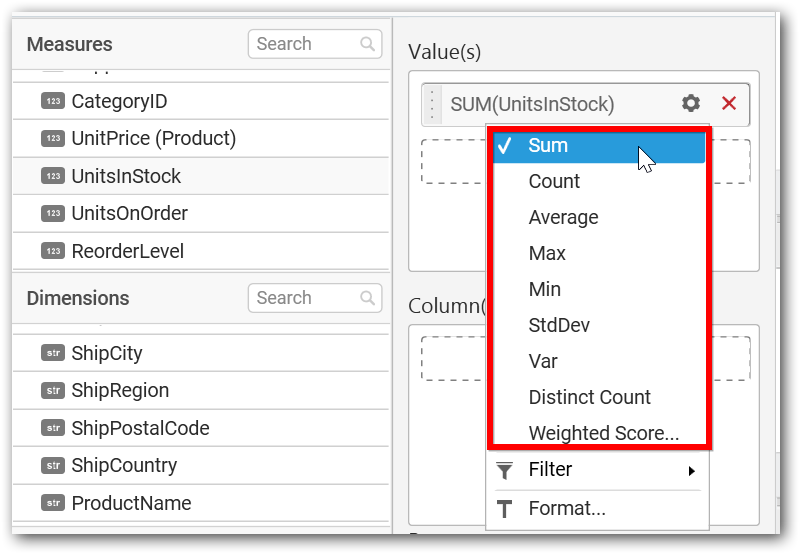 Measures
Search
123 CategoryID
123 UnitPrice (Product)
123 UnitsInStock
123 UnitsOnOrder
123 ReorderLevel
Dimensions
Search
str ShipCity
str ShipRegion
str ShipPostalCode
str ShipCountry
str ProductName
Value(s)
SUM(UnitsInStock)
Sum
Count
Average
Max
Min
StdDev
Var
Distinct Count
Weighted Score...
Filter
Format...
Column(